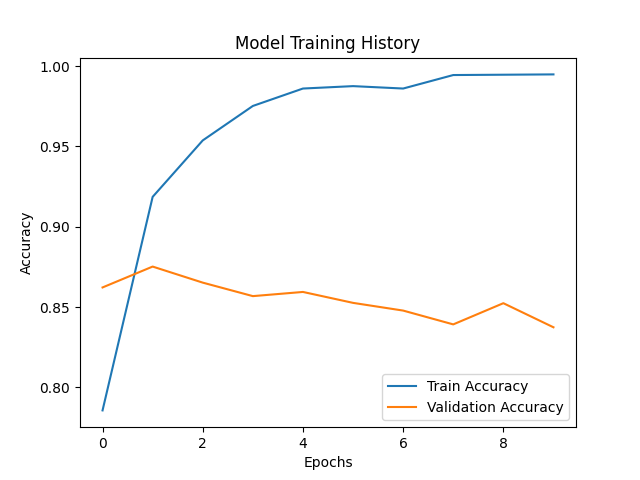 Model Training History
1.00
0.95
0.90
0.85
0.80
Accuracy
0
2
4
6
8
Epochs
Train Accuracy
Validation Accuracy